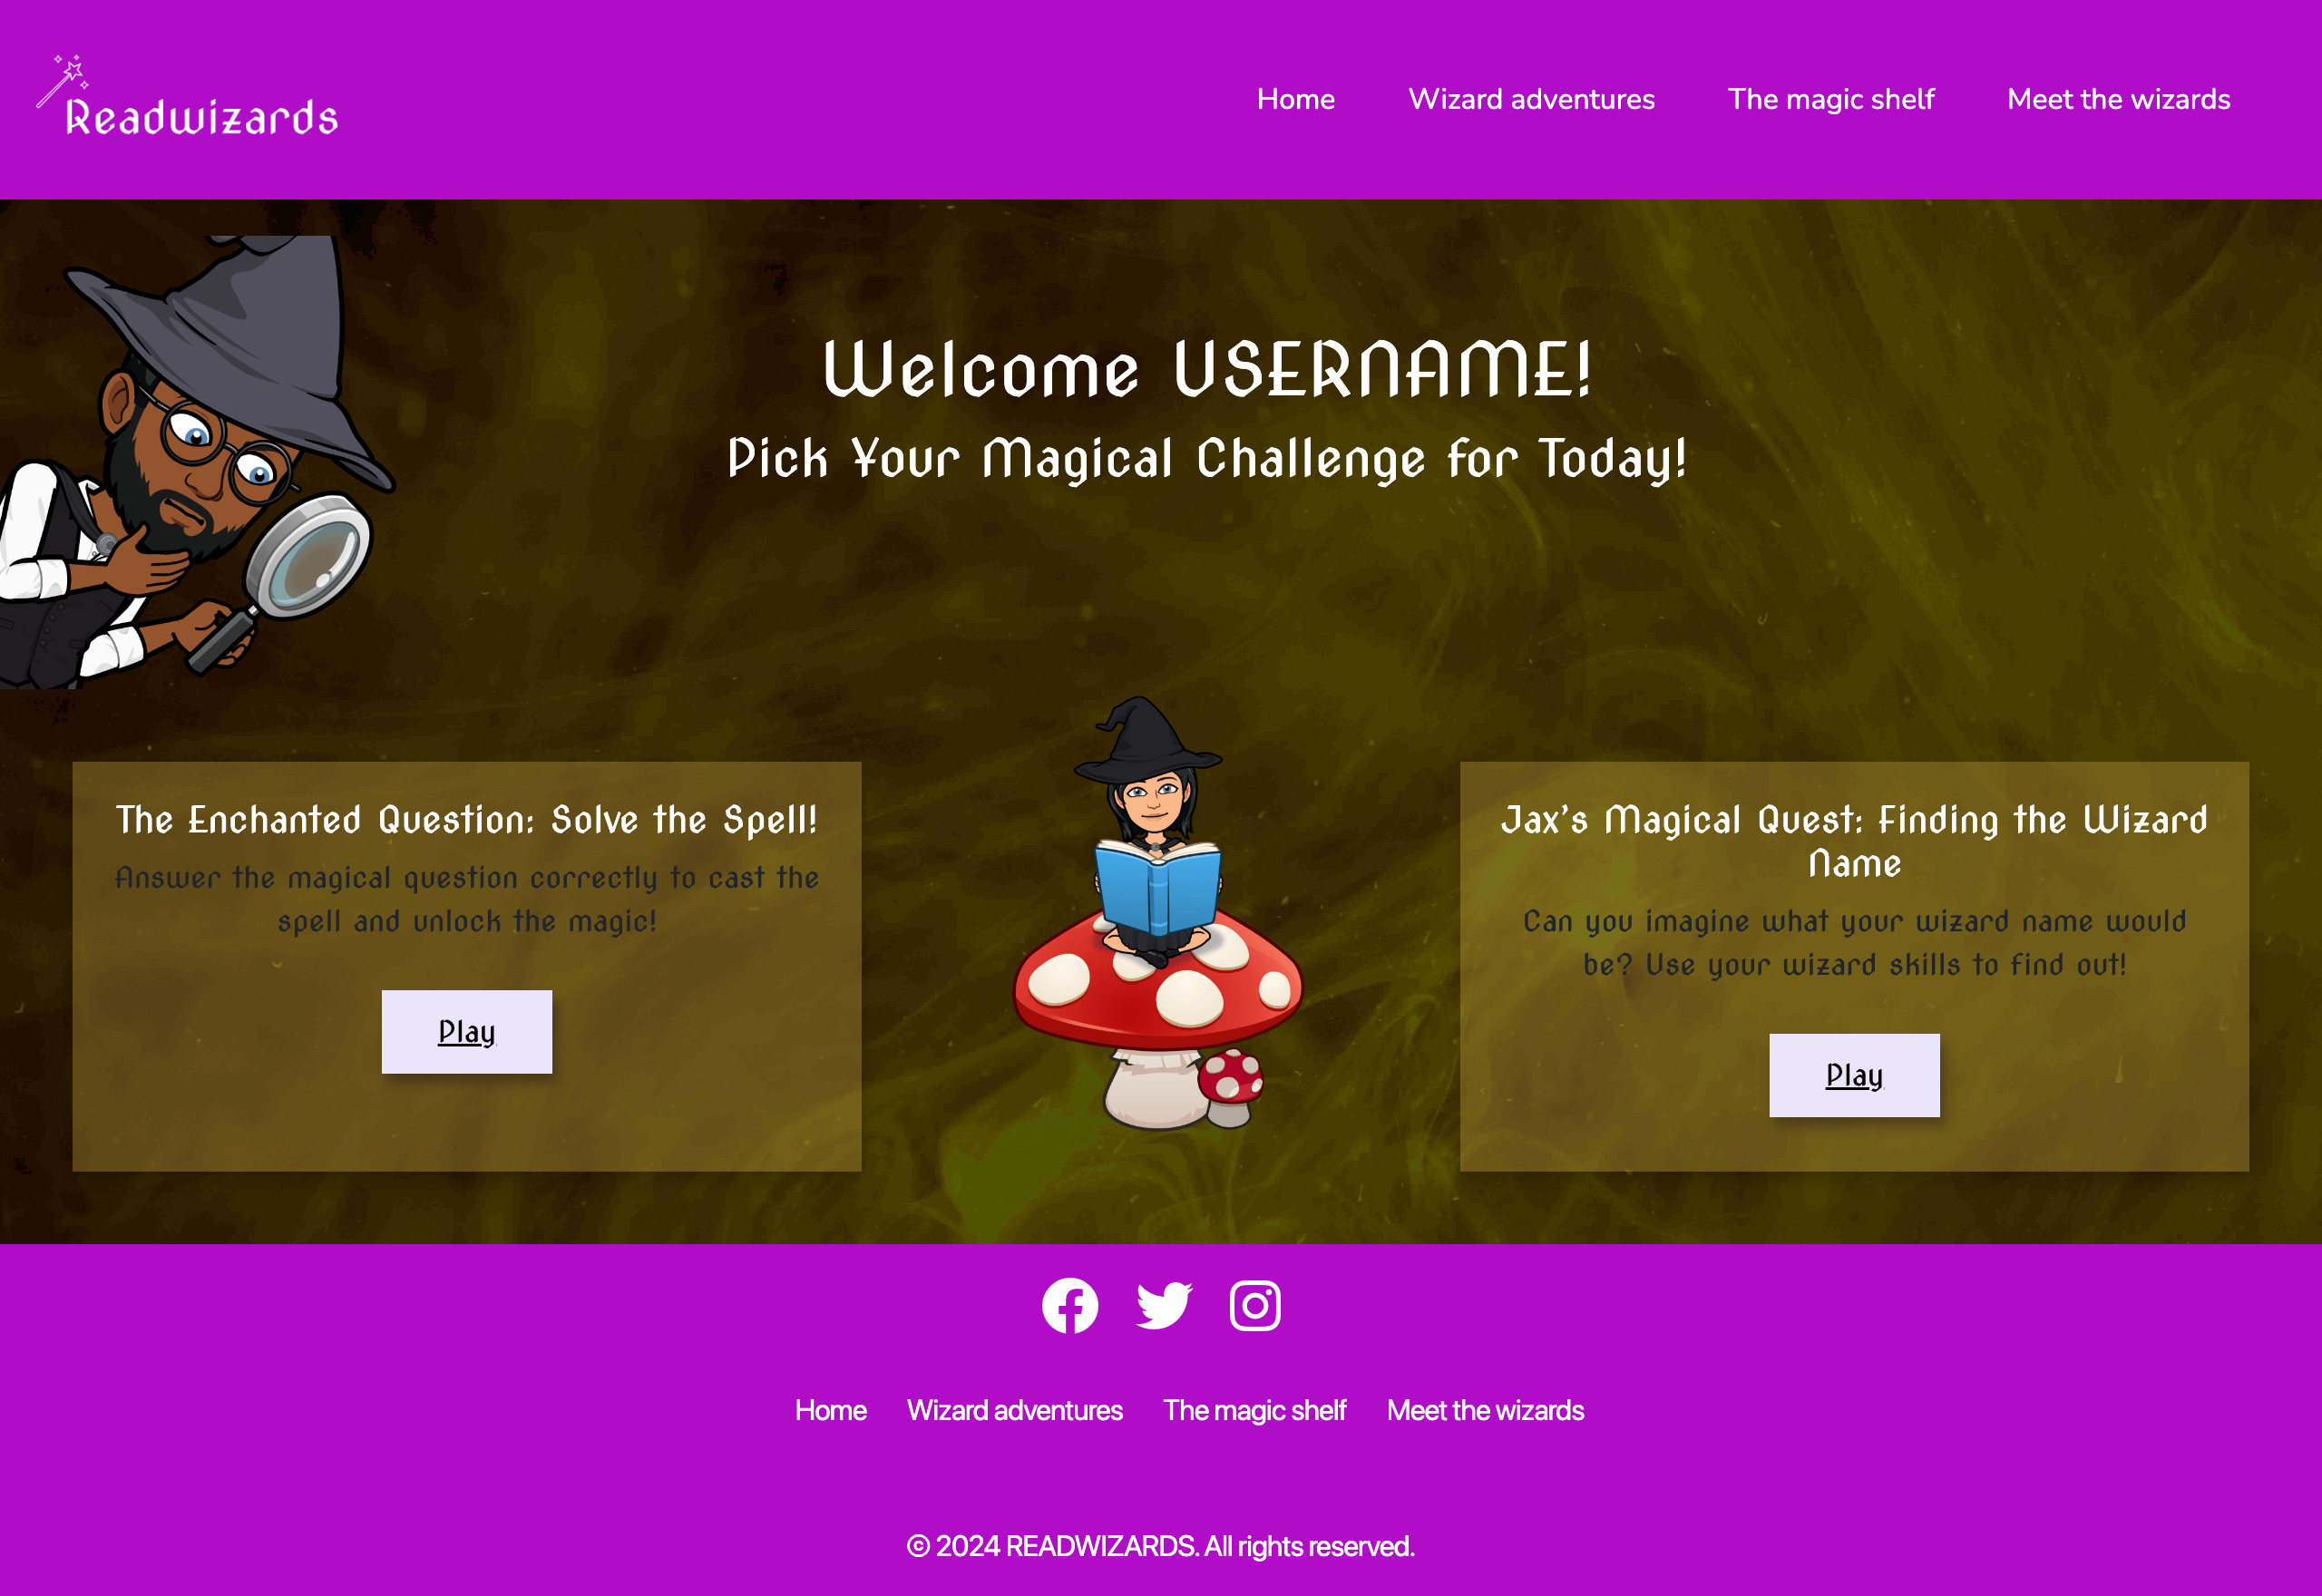 Readwizards
Home Wizard adventures The magic shelf Meet the wizards
Welcome USERNAME!
Pick Your Magical Challenge for Today!
The Enchanted Question: Solve the Spell!
Answer the magical question correctly to cast the
spell and unlock the magic!
Play
Jax's Magical Quest: Finding the Wizard
Name
Can you imagine what your wizard name would
be? Use your wizard skills to find out!
Play
Home Wizard adventures The magic shelf Meet the wizards
© 2024 READWIZARDS. All rights reserved.